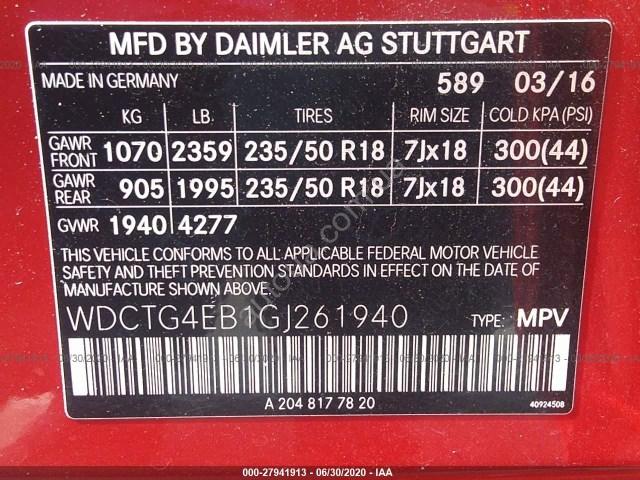 MFD BY DAIMLER AG STUTTGART
MADE IN GERMANY 589 03/16
KG LB TIRES RIM SIZE COLD KPA (PSI)
GAWR FRONT 1070 2359 235/50 R18 7Jx18 300(44)
GAWR REAR 905 1995 235/50 R18 7Jx18 300(44)
GVWR 1940 4277
THIS VEHICLE CONFORMS TO ALL APPLICABLE FEDERAL MOTOR VEHICLE
SAFETY AND THEFT PREVENTION STANDARDS IN EFFECT ON THE DATE OF
MANUFACTURE SHOWN ABOVE.
WDCTG4EB1GJ261940 TYPE: MPV
A 204 817 78 20
40924508
000-27941913 - 06/30/2020 - IAA